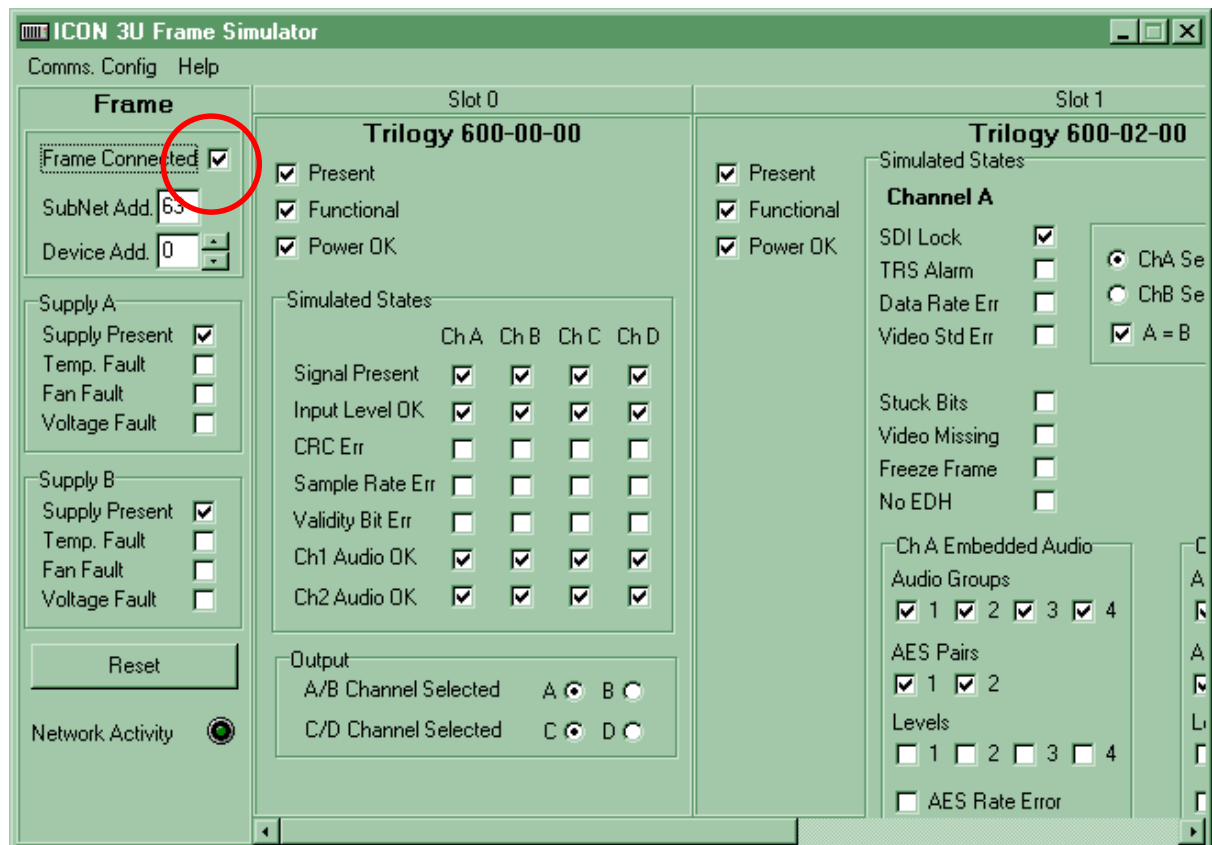 ICON 3U Frame Simulator
Comms. Config Help
Frame
Frame Connected
SubNet Add. 63
Device Add. 0
Supply A
Supply Present
Temp. Fault
Fan Fault
Voltage Fault
Supply B
Supply Present
Temp. Fault
Fan Fault
Voltage Fault
Reset
Network Activity
Slot 0
Trilogy 600-00-00
Present
Functional
Power OK
Simulated States
Ch A Ch B Ch C Ch D
Signal Present
Input Level OK
CRC Err
Sample Rate Err
Validity Bit Err
Ch1 Audio OK
Ch2 Audio OK
Output
A/B Channel Selected A B
C/D Channel Selected C D
Slot 1
Trilogy 600-02-00
Present
Functional
Power OK
Simulated States
Channel A
SDI Lock
TRS Alarm
Data Rate Err
Video Std Err
ChA Se
ChB Se
A = B
Stuck Bits
Video Missing
Freeze Frame
No EDH
Ch A Embedded Audio
Audio Groups
1 2 3 4
AES Pairs
1 2
Levels
1 2 3 4
AES Rate Error